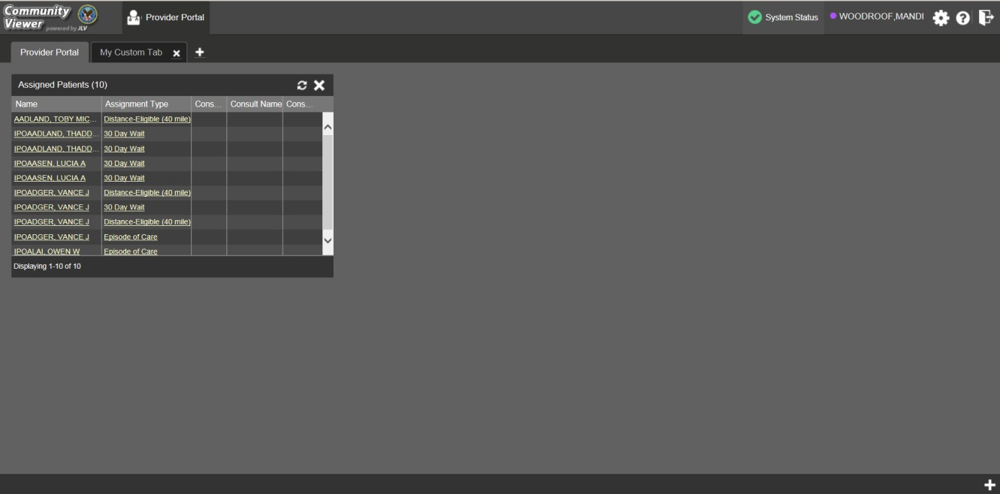 Community
Viewer powered by JLV
Provider Portal
System Status
WOODROOF,MANDI
Provider Portal
My Custom Tab
Assigned Patients (10)
Name Assignment Type Cons... Consult Name Cons...
AADLAND, TOBY MIC... Distance-Eligible (40 mile)
IPOAADLAND, THADD... 30 Day Wait
IPOAADLAND, THADD... 30 Day Wait
IPOAASEN, LUCIA A 30 Day Wait
IPOAASEN, LUCIA A 30 Day Wait
IPOADGER, VANCE J Distance-Eligible (40 mile)
IPOADGER, VANCE J 30 Day Wait
IPOADGER, VANCE J Distance-Eligible (40 mile)
IPOADGER, VANCE J Episode of Care
IPOALAI, OWEN W Episode of Care
Displaying 1-10 of 10